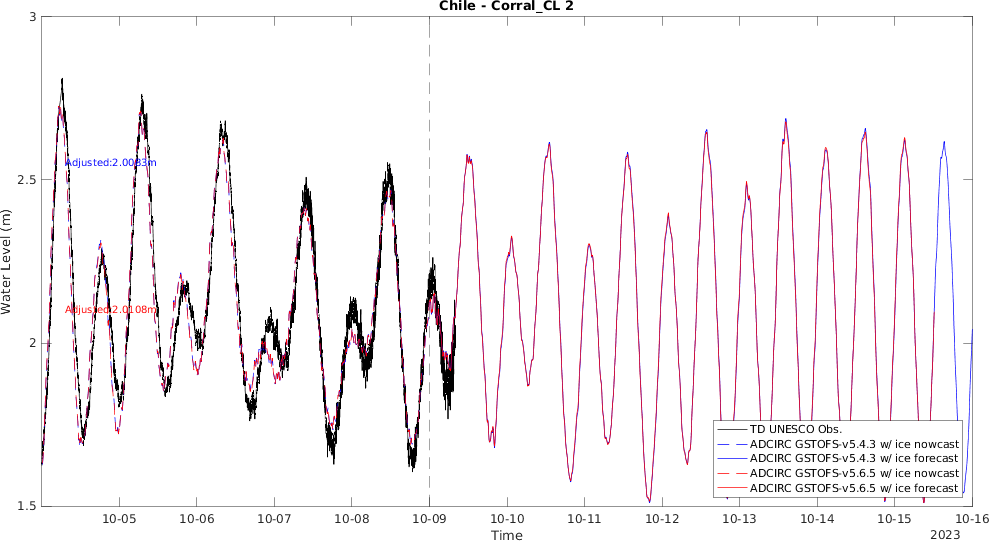 Chile - Corral_CL 2
3
2.5
2
1.5
Water Level (m)
Adjusted:2.0083m
Adjusted:2.0108m
TD UNESCO Obs.
ADCIRC GSTOFS-v5.4.3 w/ ice nowcast
ADCIRC GSTOFS-v5.4.3 w/ ice forecast
ADCIRC GSTOFS-v5.6.5 w/ ice nowcast
ADCIRC GSTOFS-v5.6.5 w/ ice forecast
10-05 10-06 10-07 10-08 10-09 10-10 10-11 10-12 10-13 10-14 10-15 10-16
Time
2023